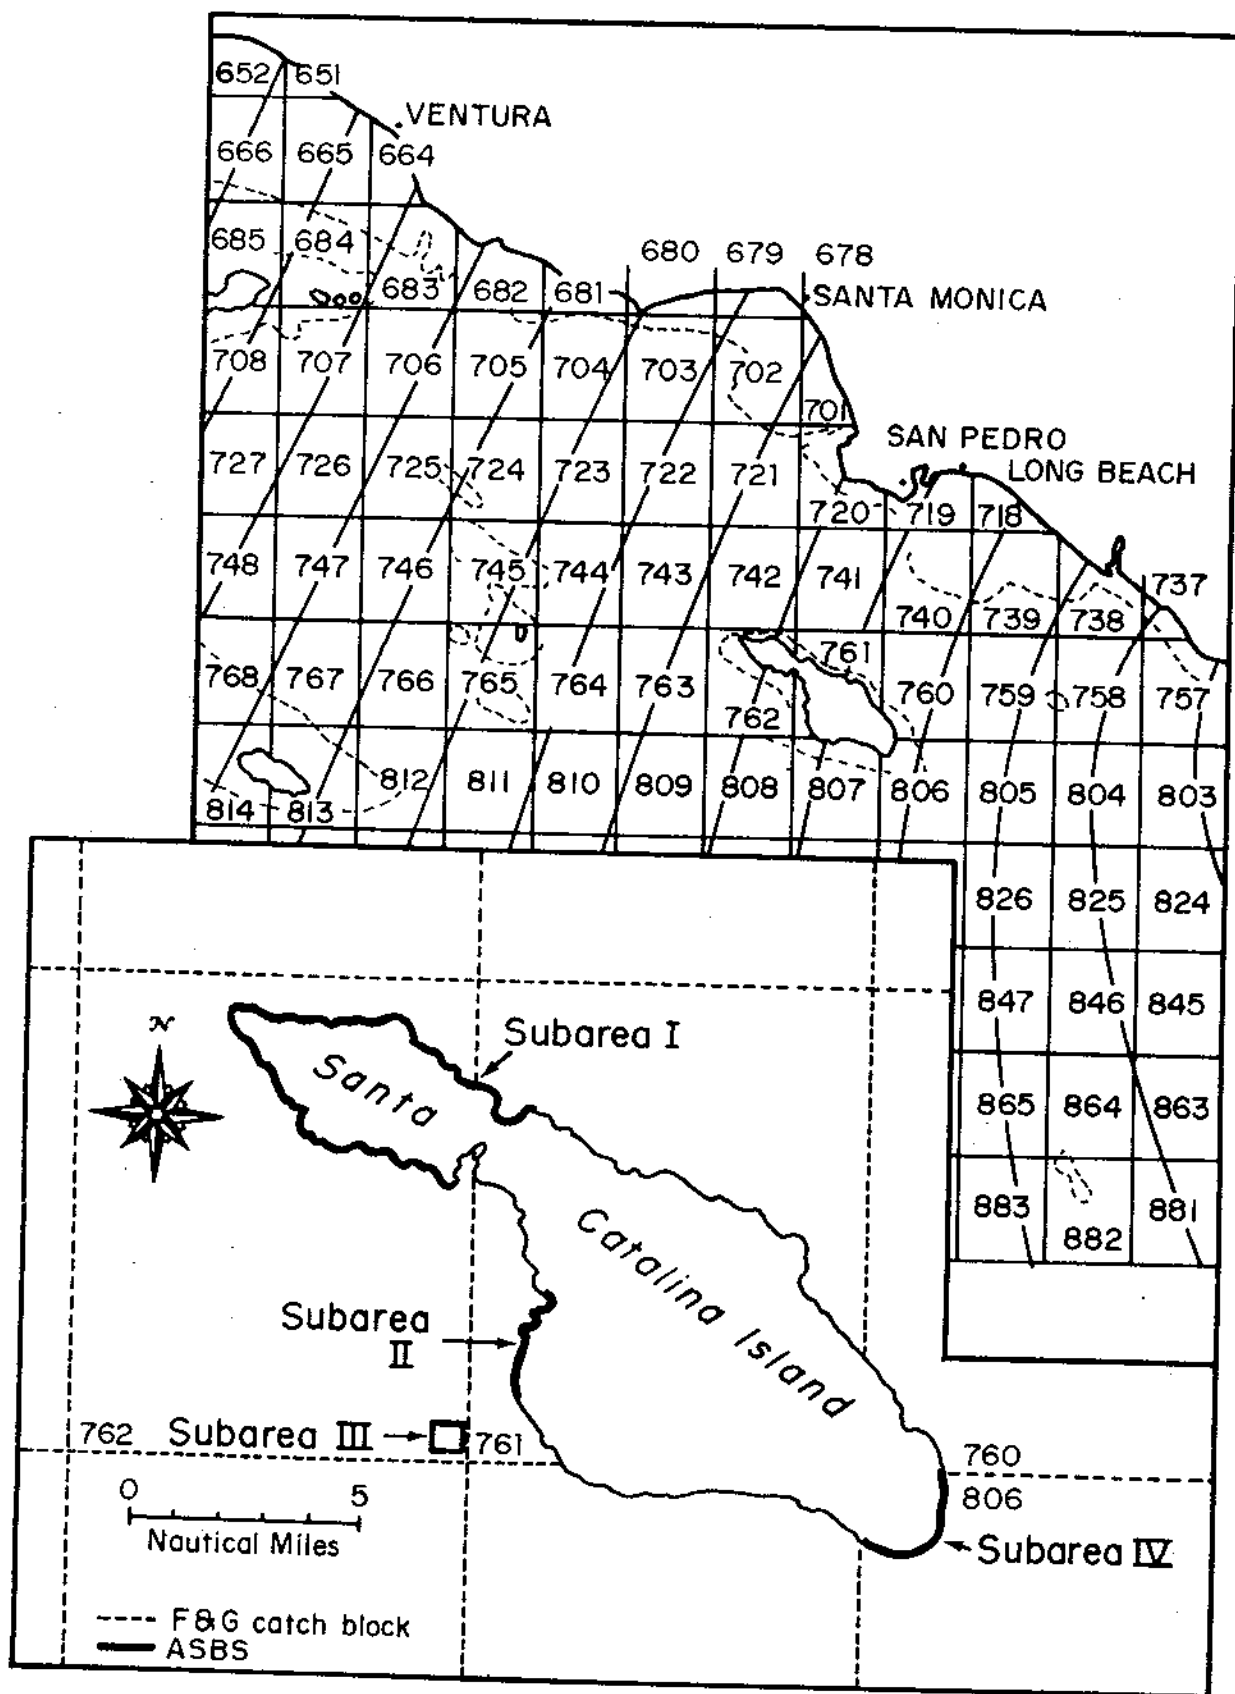 652 651
VENTURA
666 665 664
685 684
680 679 678
683 682 681
SANTA MONICA
708 707 706 705 704 703 702
701
SAN PEDRO
LONG BEACH
727 726 725 724 723 722 721
720 719 718
748 747 746 745 744 743 742 741
737
740 739 738
761
768 767 766 765 764 763
760 759 758 757
762
812 811 810 809 808 807 806 805 804 803
814 813
826 825 824
847 846 845
865 864 863
883 882 881
N
Subarea I
Santa
Catalina Island
Subarea
II
762 Subarea III 761
760
806
0 5
Nautical Miles
Subarea IV
F&G catch block
ASBS